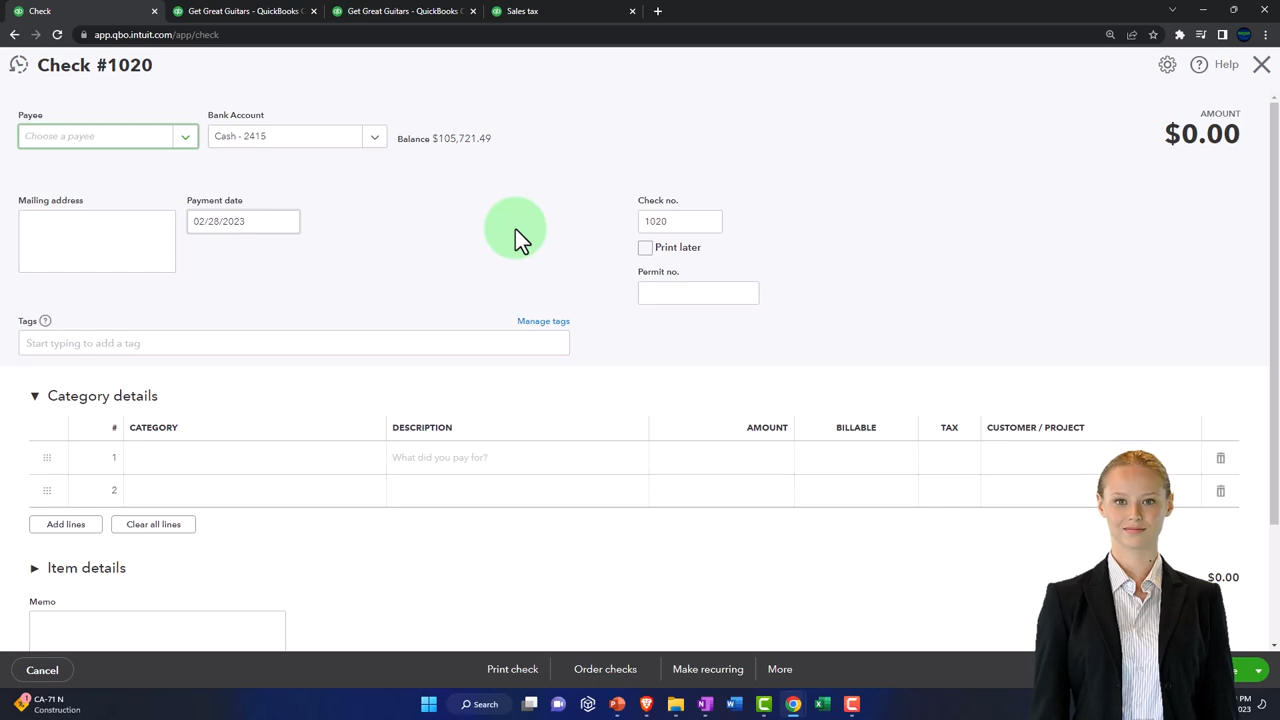 Check
Get Great Guitars - QuickBooks
Get Great Guitars - QuickBooks C
Sales tax
app.qbo.intuit.com/app/check
Check #1020
Help
Payee
Bank Account
AMOUNT
Choose a payee
Cash - 2415
Balance $105,721.49
$0.00
Mailing address
Payment date
Check no.
02/28/2023
1020
Print later
Permit no.
Tags
Manage tags
Start typing to add a tag
Category details
# CATEGORY DESCRIPTION AMOUNT BILLABLE TAX CUSTOMER / PROJECT
1 What did you pay for?
2
Add lines
Clear all lines
Item details
$0.00
Memo
Cancel
Print check
Order checks
Make recurring
More
CA-71 N
Construction
Search